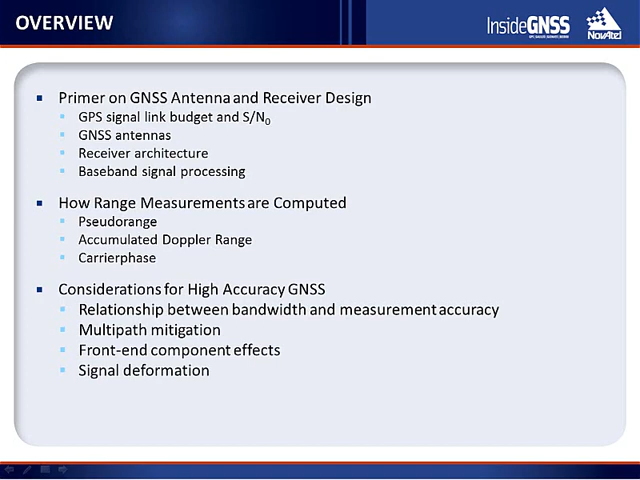 OVERVIEW
InsideGNSS
NovAtel
Primer on GNSS Antenna and Receiver Design
GPS signal link budget and S/N0
GNSS antennas
Receiver architecture
Baseband signal processing
How Range Measurements are Computed
Pseudorange
Accumulated Doppler Range
Carrierphase
Considerations for High Accuracy GNSS
Relationship between bandwidth and measurement accuracy
Multipath mitigation
Front-end component effects
Signal deformation